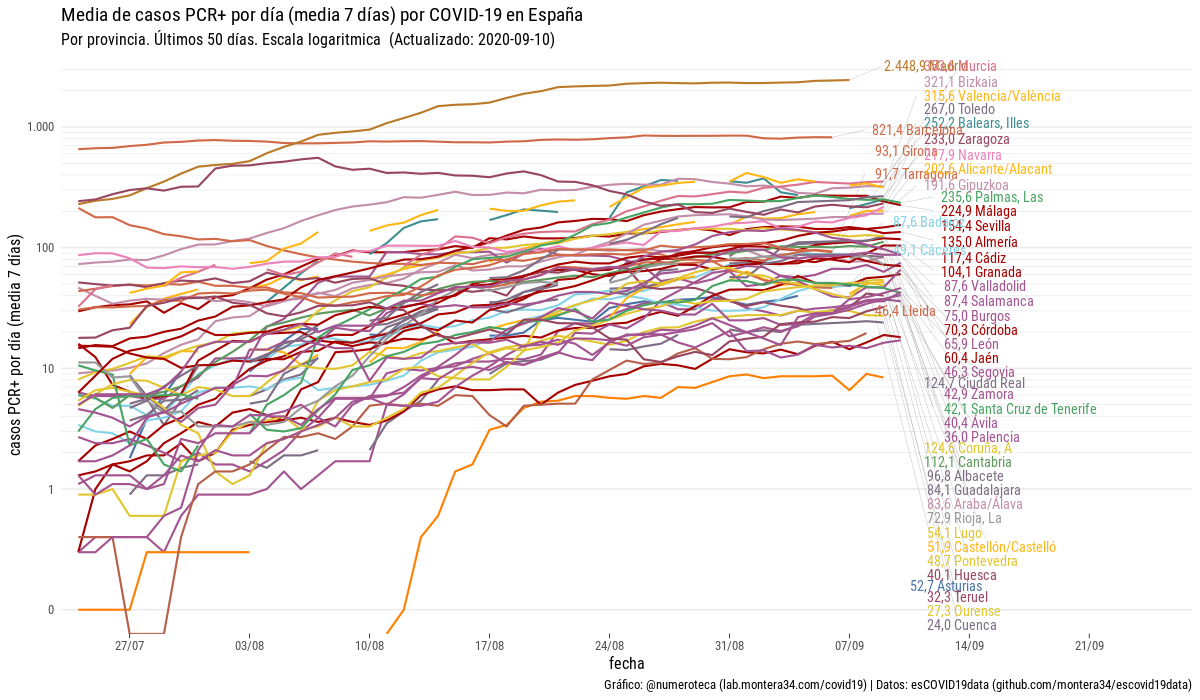 Media de casos PCR+ por día (media 7 días) por COVID-19 en España
Por provincia. Últimos 50 días. Escala logaritmica (Actualizado: 2020-09-10)
casos PCR+ por día (media 7 días)
1.000
100
10
1
0
2.448,9 Madrid
Murcia
321,1 Bizkaia
315,6 Valencia/València
267,0 Toledo
252,2 Balears, Illes
821,4 Barcelona
233,0 Zaragoza
93,1 Girona
Navarra
202,5 Alicante/Alacant
91,7 Tarragona
191,6 Gipuzkoa
235,6 Palmas, Las
224,9 Málaga
87,6 Badajoz
154,4 Sevilla
135,0 Almería
Cáceres
117,4 Cádiz
104,1 Granada
87,6 Valladolid
87,4 Salamanca
46,4 Lleida
75,0 Burgos
70,3 Córdoba
65,9 León
60,4 Jaén
46,3 Segovia
124,7 Ciudad Real
42,9 Zamora
42,1 Santa Cruz de Tenerife
40,4 Ávila
36,0 Palencia
124,6 Coruña, A
112,1 Cantabria
96,8 Albacete
84,1 Guadalajara
83,6 Araba/Álava
72,9 Rioja, La
54,1 Lugo
51,9 Castellón/Castelló
48,7 Pontevedra
40,1 Huesca
52,7 Asturias
32,3 Teruel
27,3 Ourense
24,0 Cuenca
27/07
03/08
10/08
17/08
24/08
31/08
07/09
14/09
21/09
fecha
Gráfico: @numeroteca (lab.montera34.com/covid19) | Datos: esCOVID19data (github.com/montera34/escovid19data)